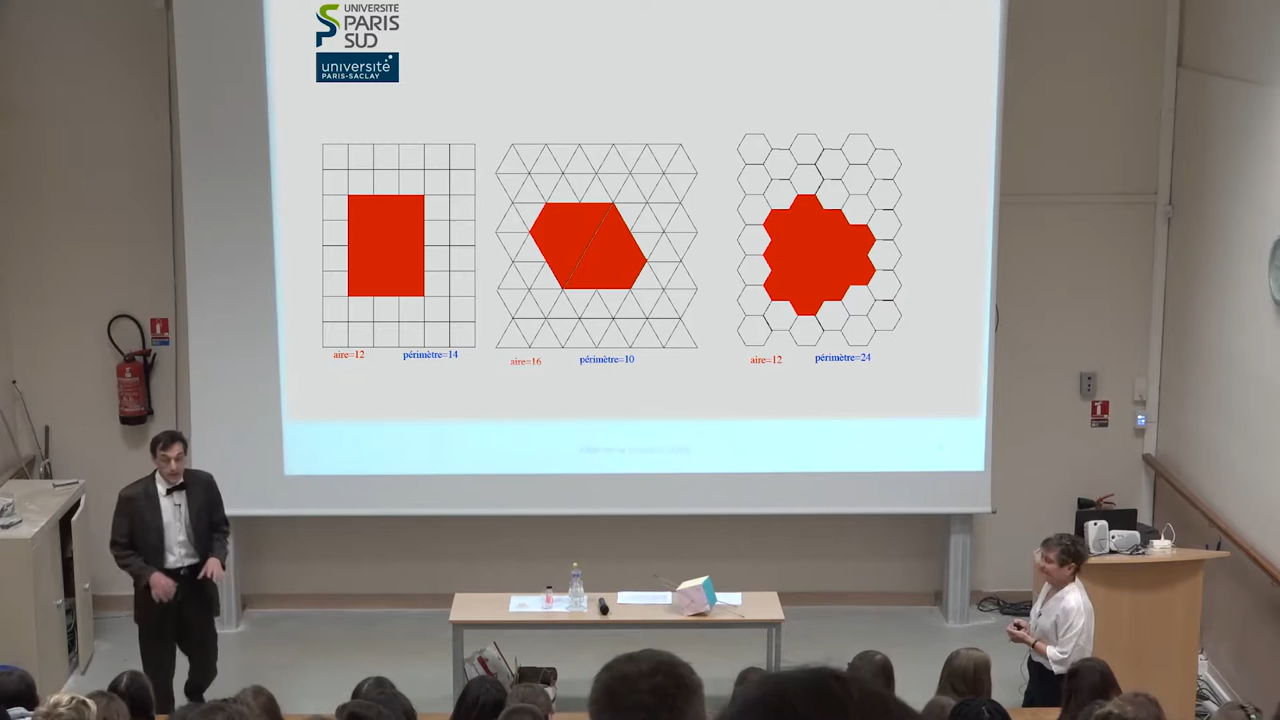 UNIVERSITE
PARIS
SUD
université
PARIS-SACLAY
aire=12 périmètre=14
aire=16 périmètre=10
aire=12 périmètre=24